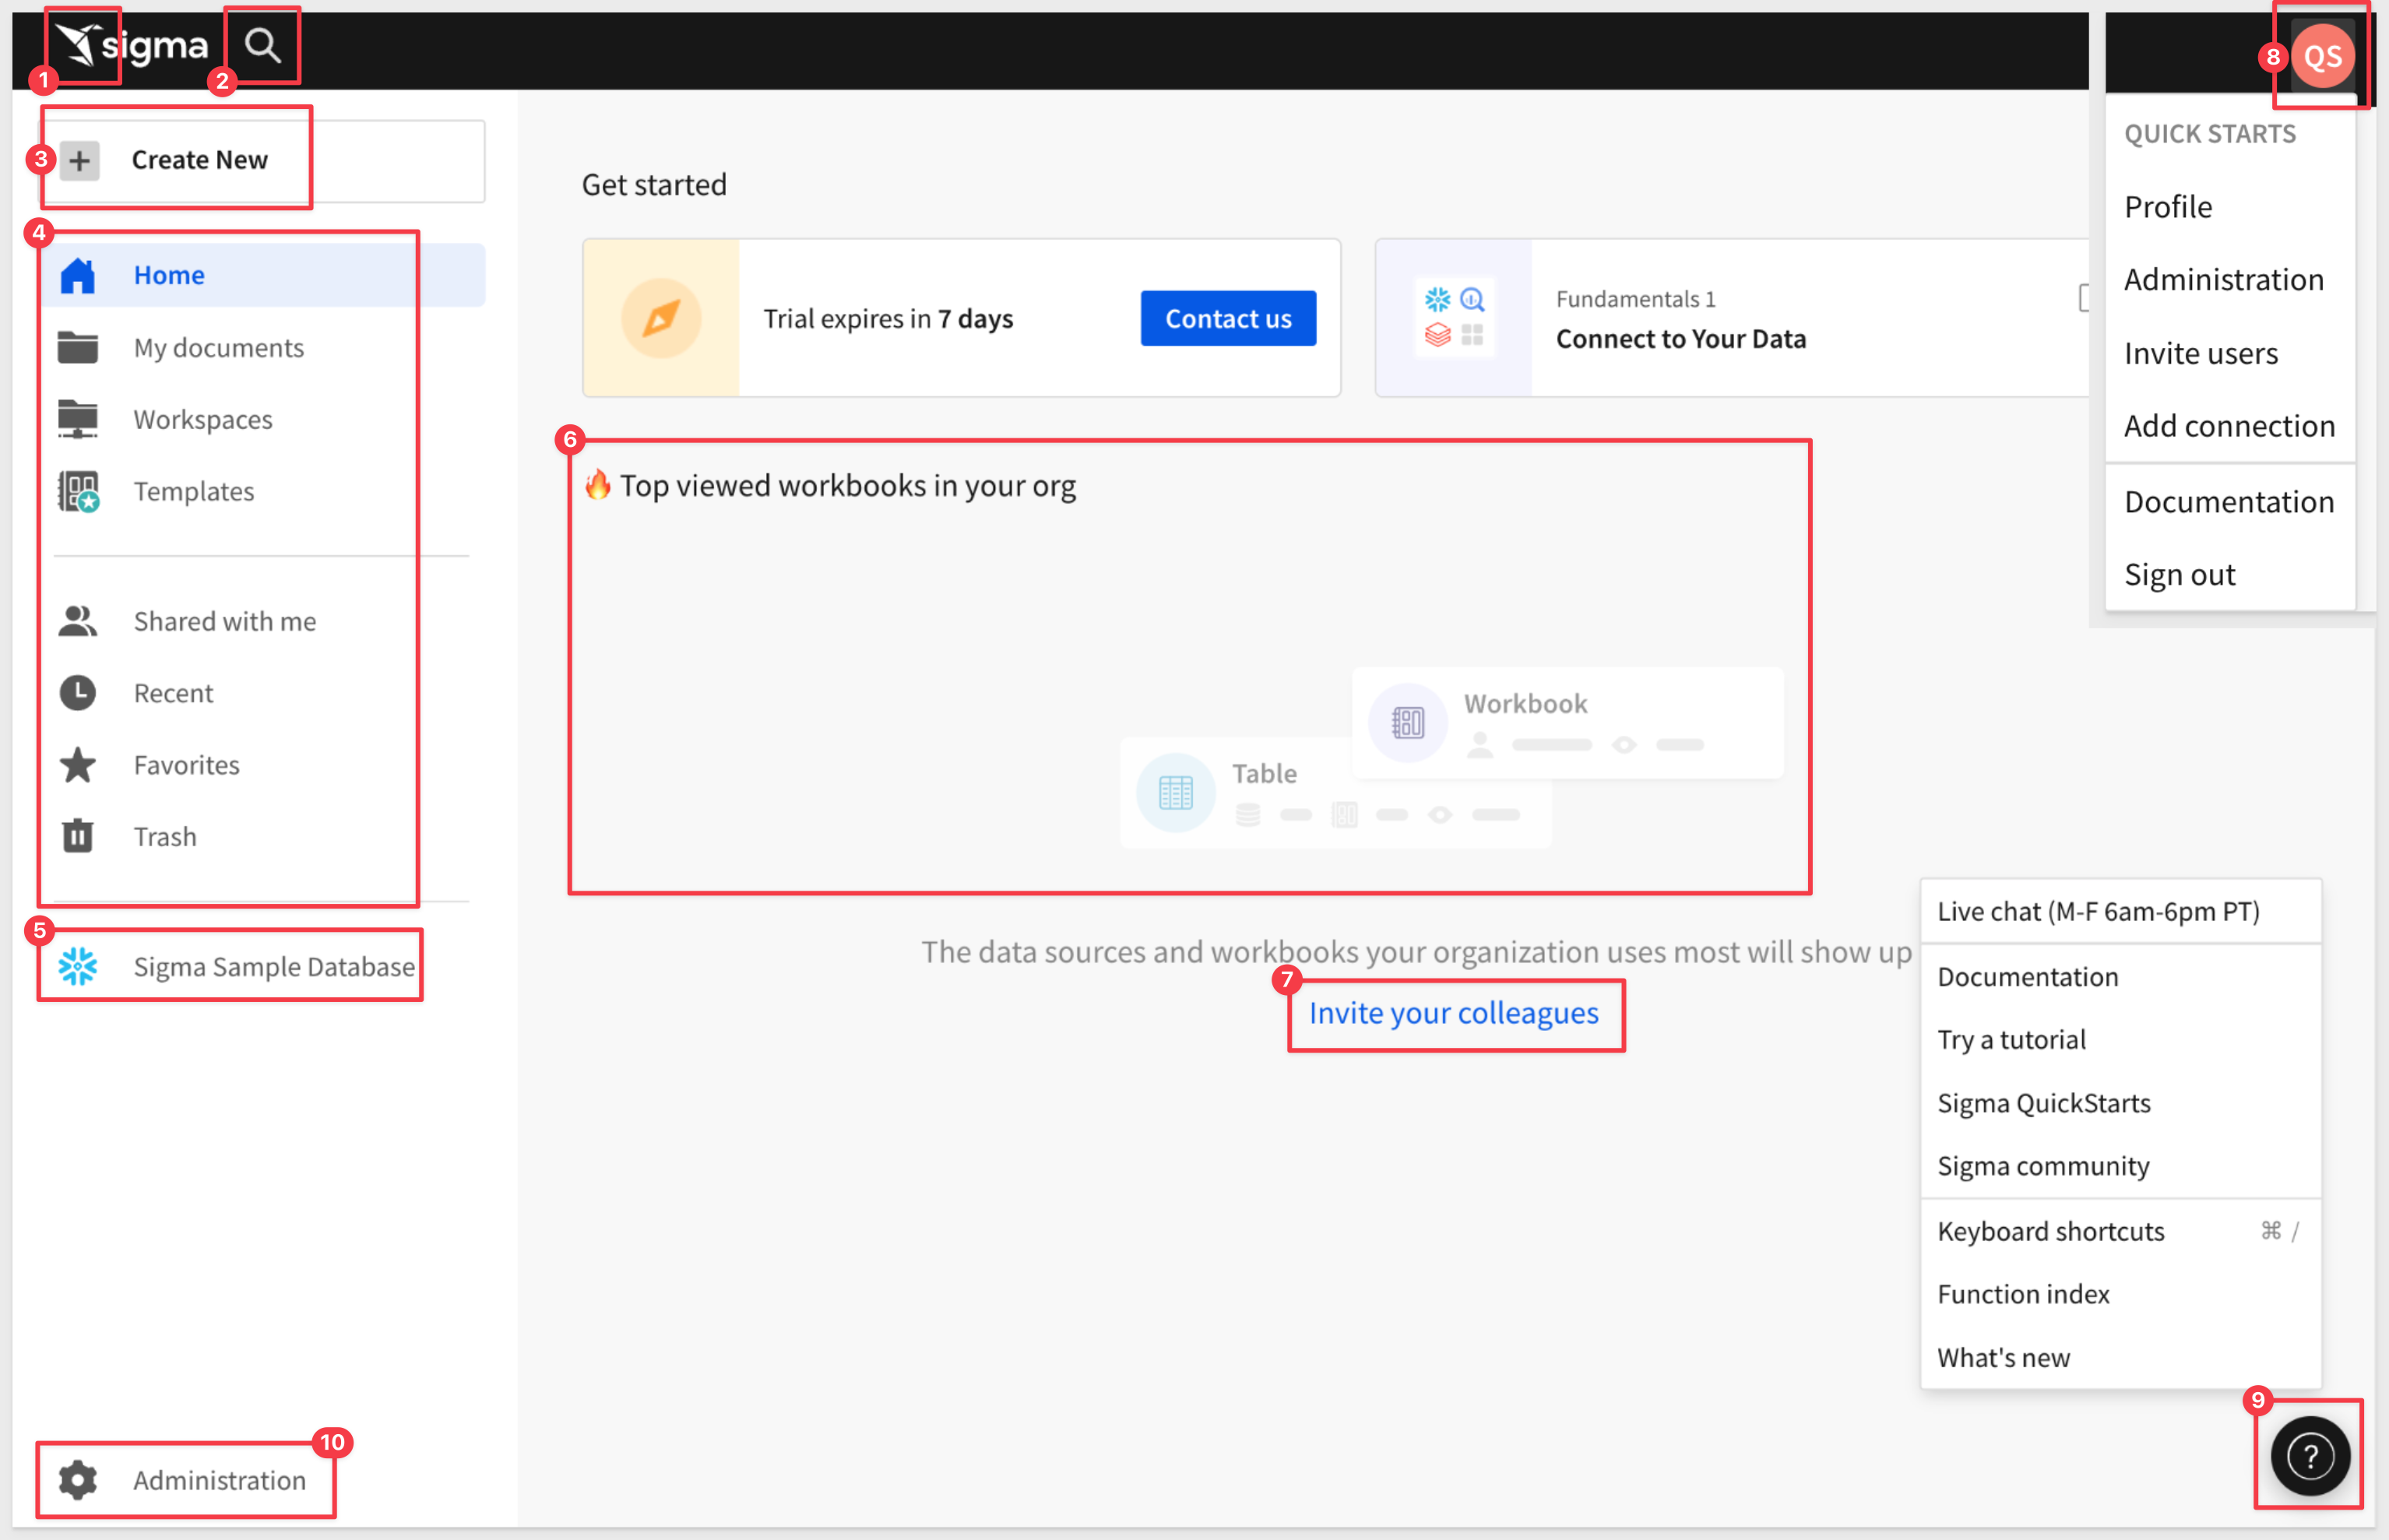 sigma
1
2
8
QS
3
Create New
4
Home
My documents
Workspaces
Templates
Shared with me
Recent
Favorites
Trash
5
Sigma Sample Database
10
Administration
Get started
Trial expires in 7 days
Contact us
Fundamentals 1
Connect to Your Data
6
🔥 Top viewed workbooks in your org
Workbook
Table
The data sources and workbooks your organization uses most will show up
7
Invite your colleagues
QUICK STARTS
Profile
Administration
Invite users
Add connection
Documentation
Sign out
Live chat (M-F 6am-6pm PT)
Documentation
Try a tutorial
Sigma QuickStarts
Sigma community
Keyboard shortcuts ⌘ /
Function index
What's new
9
?